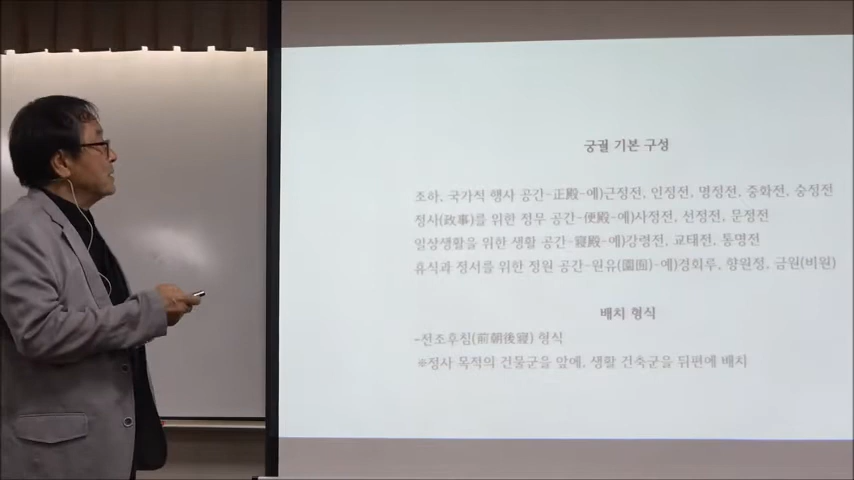 궁궐 기본 구성
조하, 국가적 행사 공간-正殿-예)근정전, 인정전, 명정전, 중화전, 숭정전
정사(政事)를 위한 정무 공간-便殿-예)사정전, 선정전, 문정전
일상생활을 위한 생활 공간-寢殿-예)강령전, 교태전, 통명전
휴식과 정서를 위한 정원 공간-원유(園囿)-예)경회루, 향원정, 금원(비원)
배치 형식
-전조후침(前朝後寢) 형식
※정사 목적의 건물군을 앞에, 생활 건축군을 뒤편에 배치